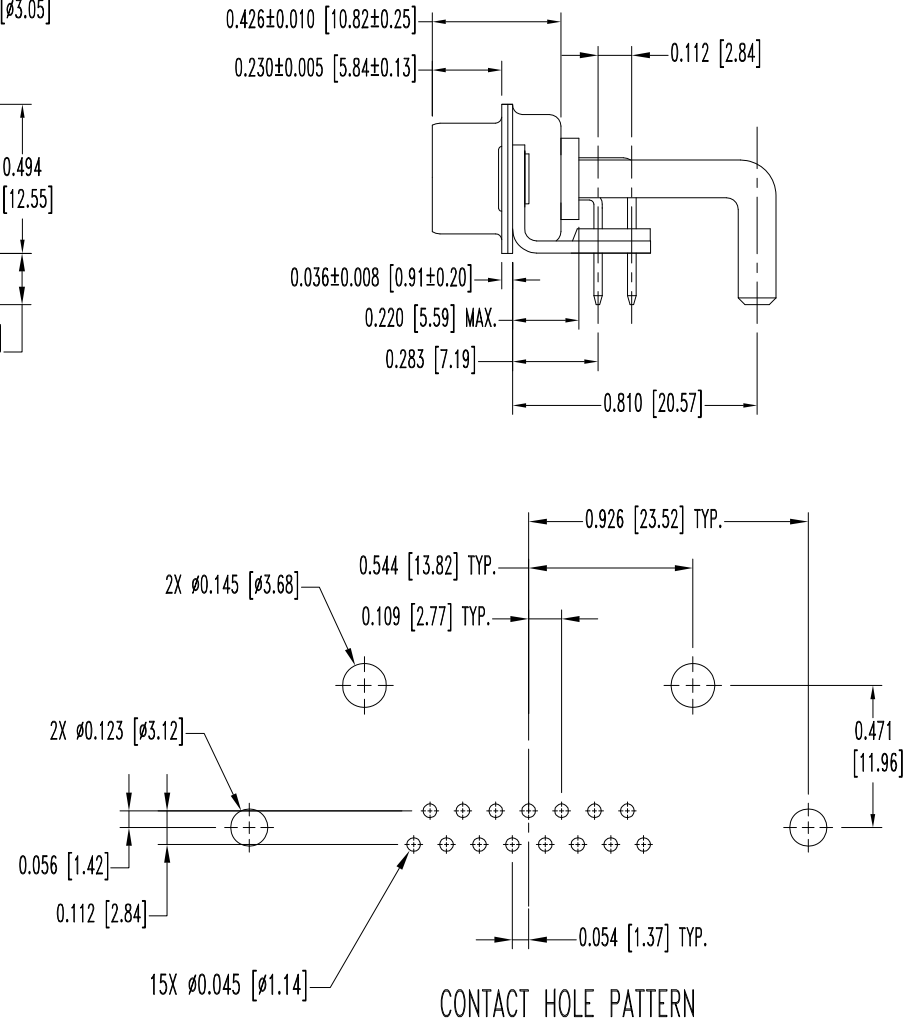 [ø3.05]
0.426±0.010 [10.82±0.25]
0.230±0.005 [5.84±0.13]
0.112 [2.84]
0.494
[12.55]
0.036±0.008 [0.91±0.20]
0.220 [5.59] MAX.
0.283 [7.19]
0.810 [20.57]
0.926 [23.52] TYP.
0.544 [13.82] TYP.
2X ø0.145 [ø3.68]
0.109 [2.77] TYP.
2X ø0.123 [ø3.12]
0.471
[11.96]
0.056 [1.42]
0.112 [2.84]
0.054 [1.37] TYP.
15X ø0.045 [ø1.14]
CONTACT HOLE PATTERN